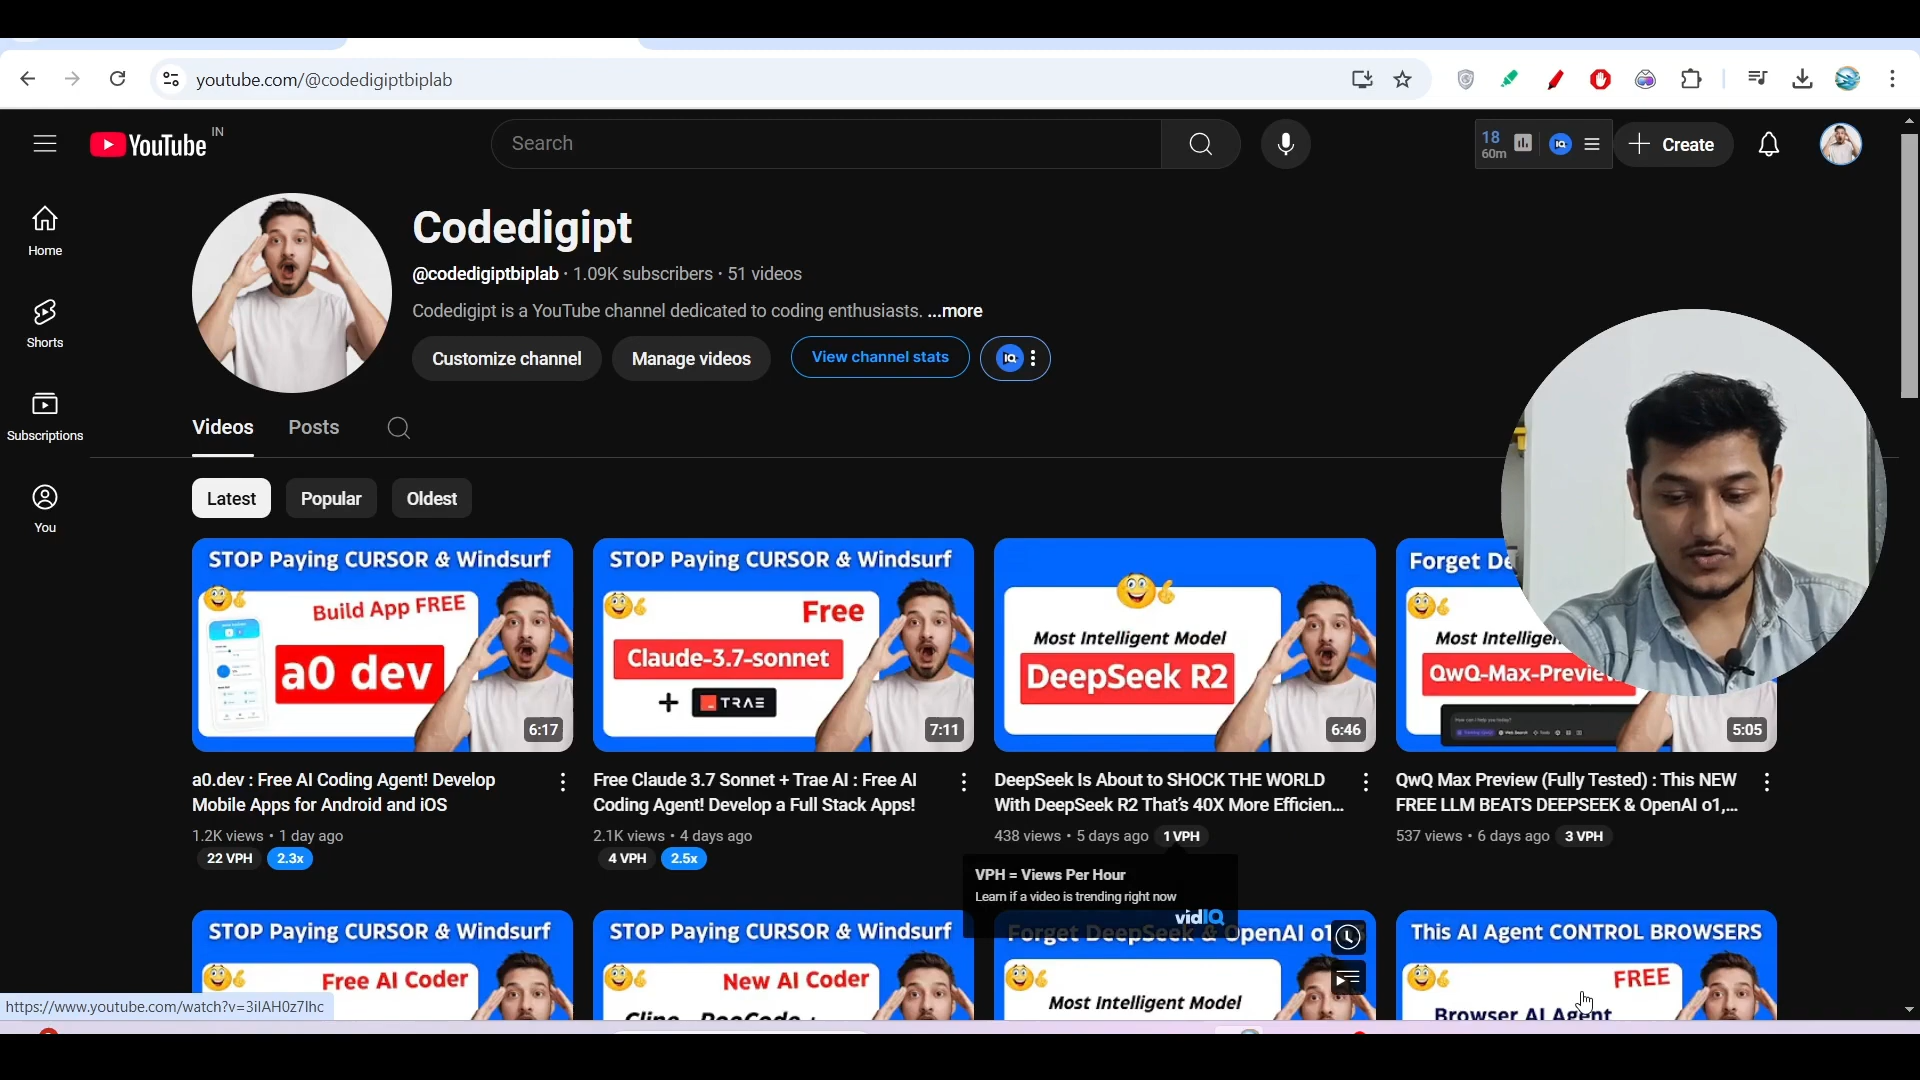 youtube.com/@codedigiptbiplab
YouTube IN
Search
18
60m
Create
Home
Shorts
Subscriptions
You
Codedigipt
@codedigiptbiplab · 1.09K subscribers · 51 videos
Codedigipt is a YouTube channel dedicated to coding enthusiasts. ...more
Customize channel
Manage videos
View channel stats
IQ
Videos
Posts
Latest
Popular
Oldest
STOP Paying CURSOR & Windsurf
Build App FREE
a0 dev
6:17
a0.dev : Free AI Coding Agent! Develop
Mobile Apps for Android and iOS
1.2K views • 1 day ago
22 VPH
2.3x
STOP Paying CURSOR & Windsurf
Free
Claude-3.7-sonnet
+ TRAE
7:11
Free Claude 3.7 Sonnet + Trae AI : Free AI
Coding Agent! Develop a Full Stack Apps!
2.1K views • 4 days ago
4 VPH
2.5x
Most Intelligent Model
DeepSeek R2
6:46
DeepSeek Is About to SHOCK THE WORLD
With DeepSeek R2 That's 40X More Efficien...
438 views • 5 days ago
1 VPH
VPH = Views Per Hour
Learn if a video is trending right now
vidIQ
Forget
Most
QwQ-Max-Preview
How can I help you today?
5:05
QwQ Max Preview (Fully Tested) : This NEW
FREE LLM BEATS DEEPSEEK & OpenAI o1,...
537 views • 6 days ago
3 VPH
STOP Paying CURSOR & Windsurf
Free AI Coder
STOP Paying CURSOR & Windsurf
New AI Coder
Cline RooCode +
Forget DeepSeek & OpenAI
Most Intelligent Model
This AI Agent CONTROL BROWSERS
FREE
Browser AI Agent
https://www.youtube.com/watch?v=3ilAH0z7lhc